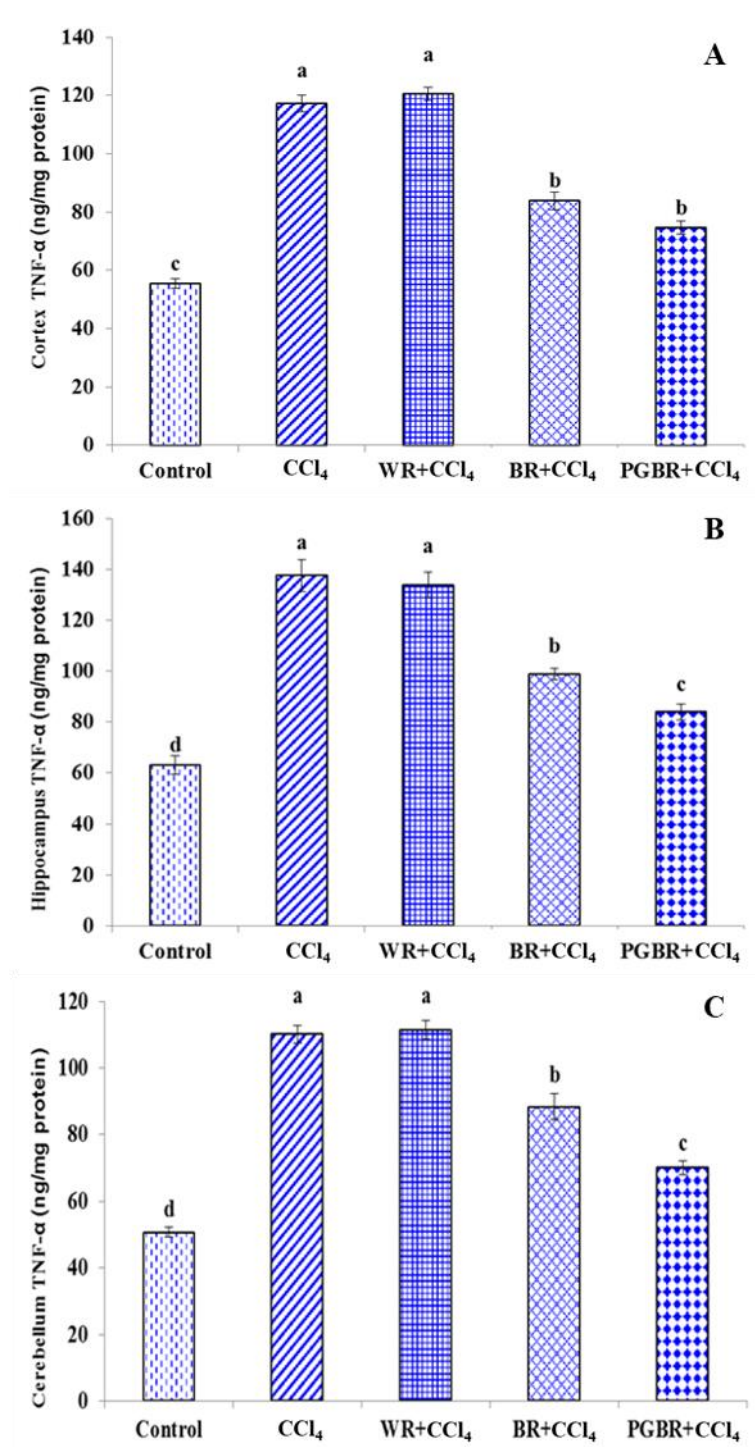 A
Cortex TNF-α (ng/mg protein)
140
120
100
80
60
40
20
0
c
a
a
b
b
Control CCl₄ WR+CCl₄ BR+CCl₄ PGBR+CCl₄
B
Hippocampus TNF-α (ng/mg protein)
160
140
120
100
80
60
40
20
0
d
a
a
b
c
Control CCl₄ WR+CCl₄ BR+CCl₄ PGBR+CCl₄
C
Cerebellum TNF-α (ng/mg protein)
120
100
80
60
40
20
0
d
a
a
b
c
Control CCl₄ WR+CCl₄ BR+CCl₄ PGBR+CCl₄